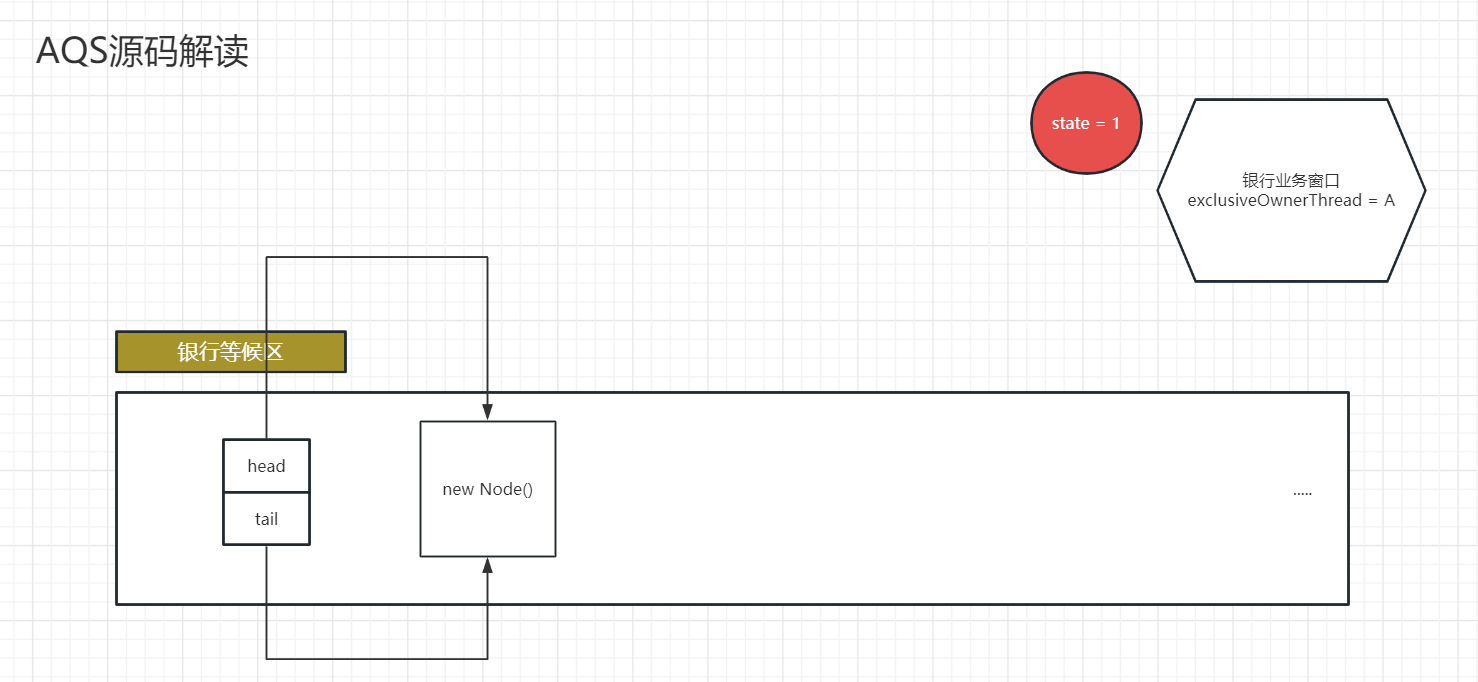 AQS源码解读
state = 1
银行业务窗口
exclusiveOwnerThread = A
银行等候区
head
tail
new Node()
.....